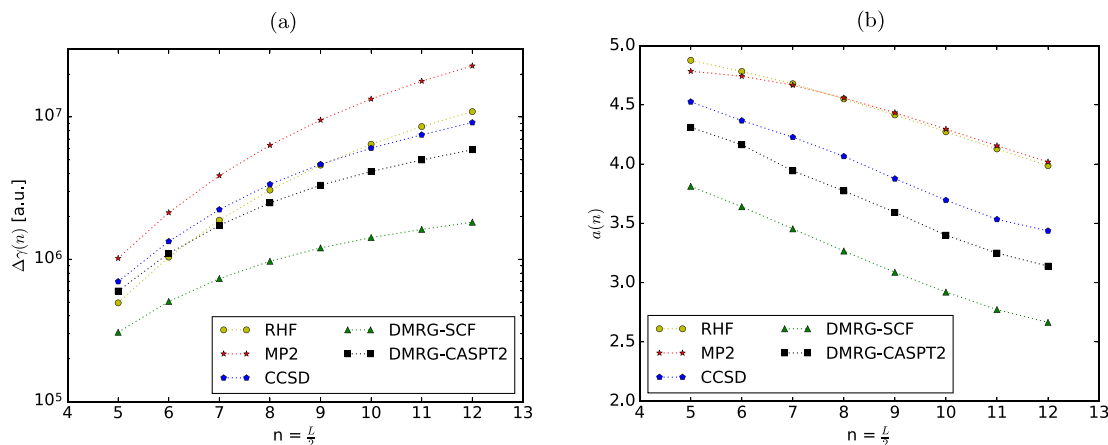 (a)
Δγ(n) [a.u.]
10^7
10^6
10^5
4 5 6 7 8 9 10 11 12 13
n = L/2
RHF
MP2
CCSD
DMRG-SCF
DMRG-CASPT2
(b)
a(n)
5.0
4.5
4.0
3.5
3.0
2.5
2.0
4 5 6 7 8 9 10 11 12 13
n = L/2
RHF
MP2
CCSD
DMRG-SCF
DMRG-CASPT2